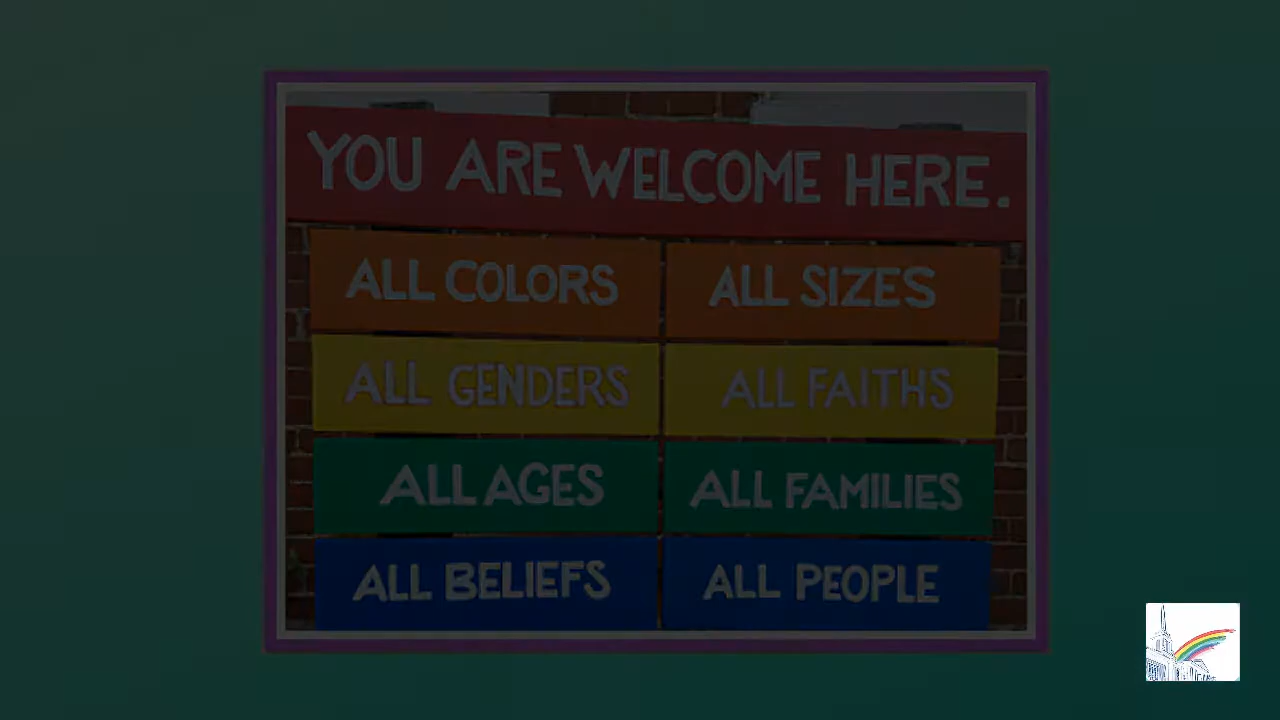 YOU ARE WELCOME HERE.
ALL COLORS ALL SIZES
ALL GENDERS ALL FAITHS
ALL AGES ALL FAMILIES
ALL BELIEFS ALL PEOPLE